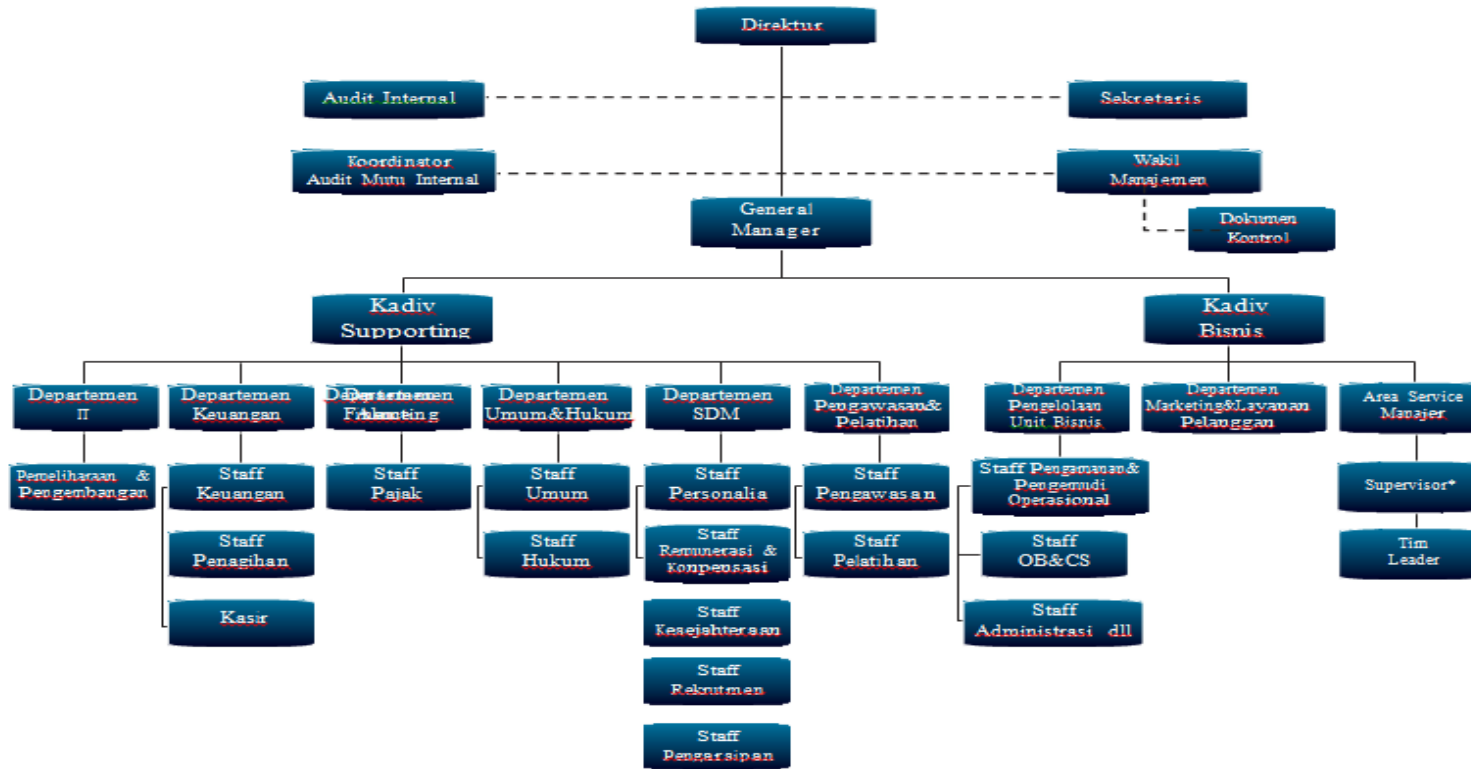 Direktur
Audit Internal
Sekretaris
Koordinator
Audit Mutu Internal
Wakil
Manajemen
General
Manager
Dokumen
Kontrol
Kadiv
Supporting
Kadiv
Bisnis
Departemen
IT
Departemen
Keuangan
Departemen
Departemen
Umum&Hukum
Departemen
SDM
Departemen
Pengawasan&
Pelatihan
Departemen
Pengelolaan
Unit Bisnis
Departemen
Marketing&Layanan
Pelanggan
Area Service
Manajer
Pemeliharaan &
Pengembangan
Staff
Keuangan
Staff
Pajak
Staff
Umum
Staff
Personalia
Staff
Pengawasan
Staff Pengamanan&
Pengemudi
Operasional
Supervisor*
Staff
Penagihan
Staff
Hukum
Staff
Remunerasi &
Konpensasi
Staff
Pelatihan
Staff
OB&CS
Tim
Leader
Kasir
Staff
Kesejahteraan
Staff
Administrasi dll
Staff
Rekrutmen
Staff
Pengarsipan